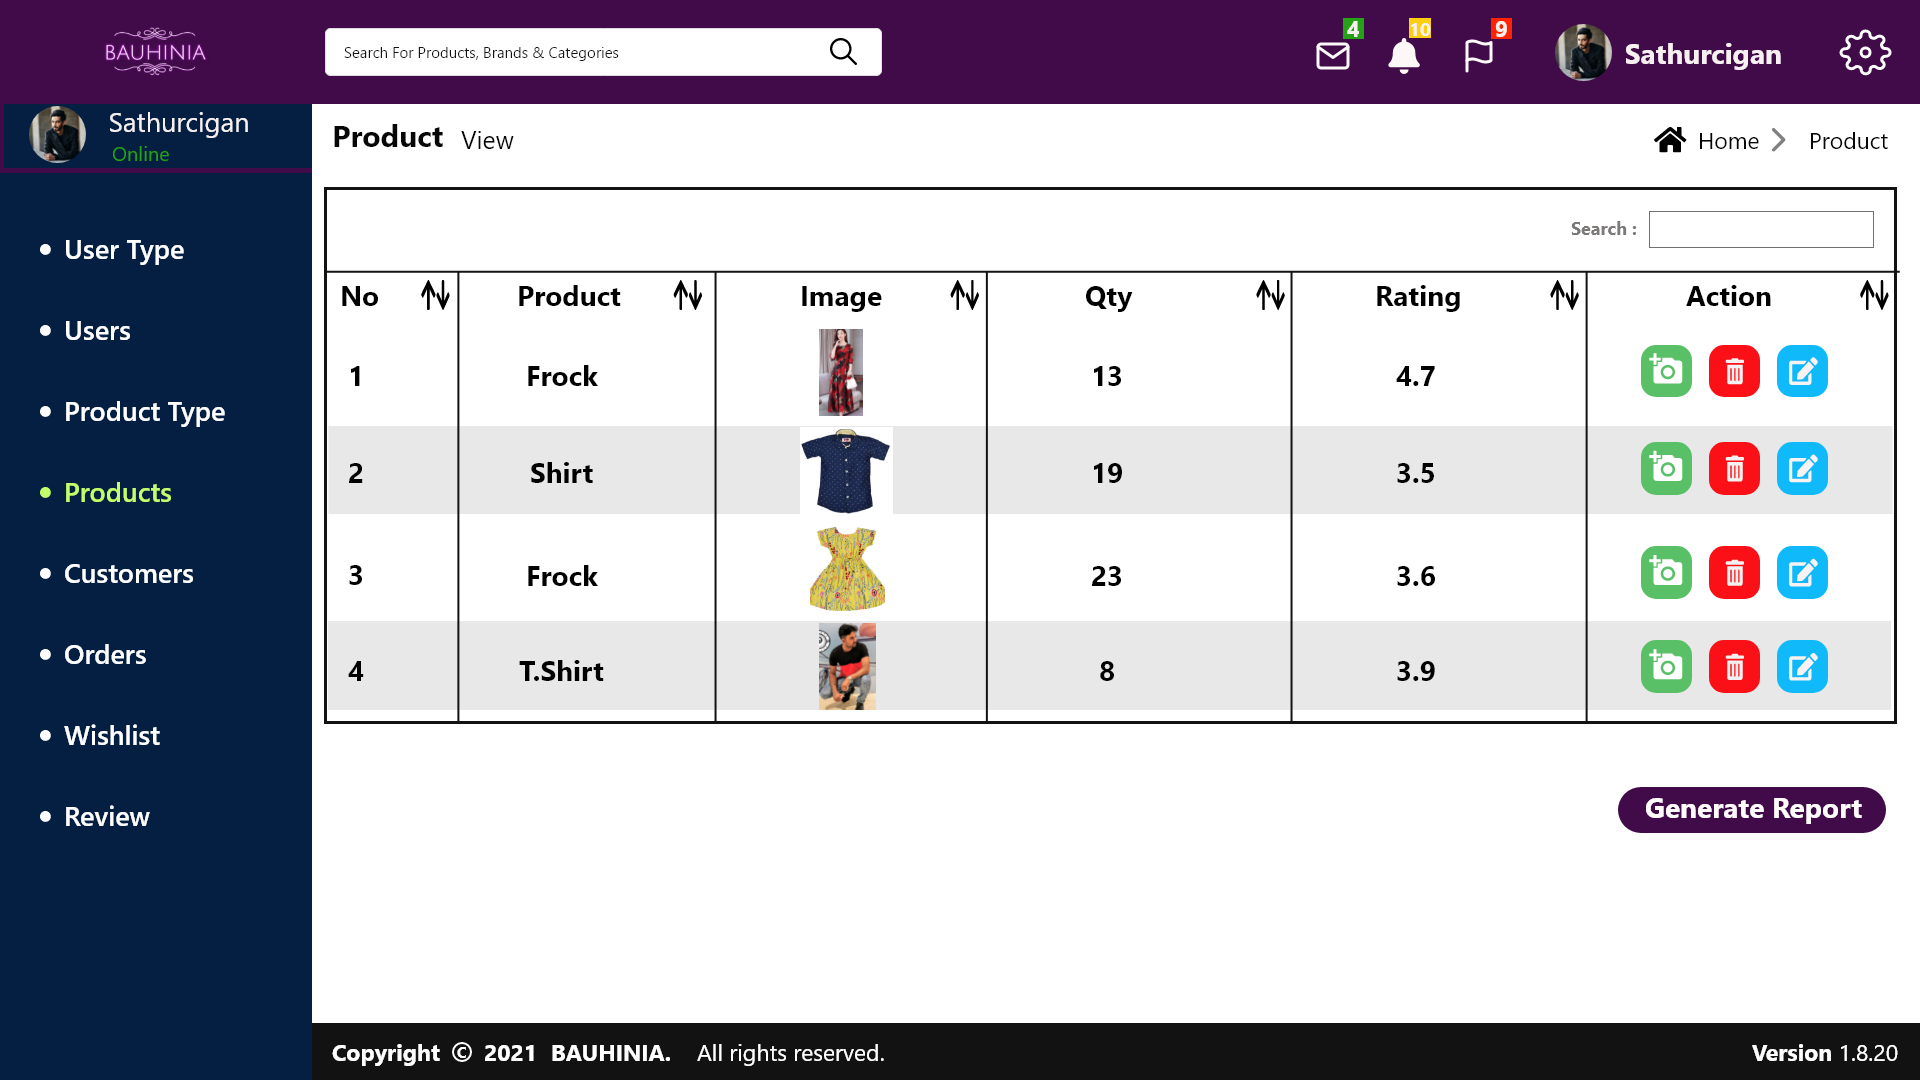 BAUHINIA
Search For Products, Brands & Categories
4
10
9
Sathurcigan
Sathurcigan
Online
User Type
Users
Product Type
Products
Customers
Orders
Wishlist
Review
Product View
Home
Product
Search :
No Product Image Qty Rating Action
1 Frock 13 4.7
2 Shirt 19 3.5
3 Frock 23 3.6
4 T.Shirt 8 3.9
Generate Report
Copyright © 2021 BAUHINIA. All rights reserved.
Version 1.8.20